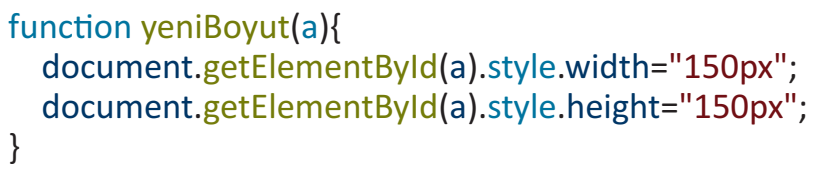 function yeniBoyut(a){
document.getElementById(a).style.width="150px";
document.getElementById(a).style.height="150px";
}